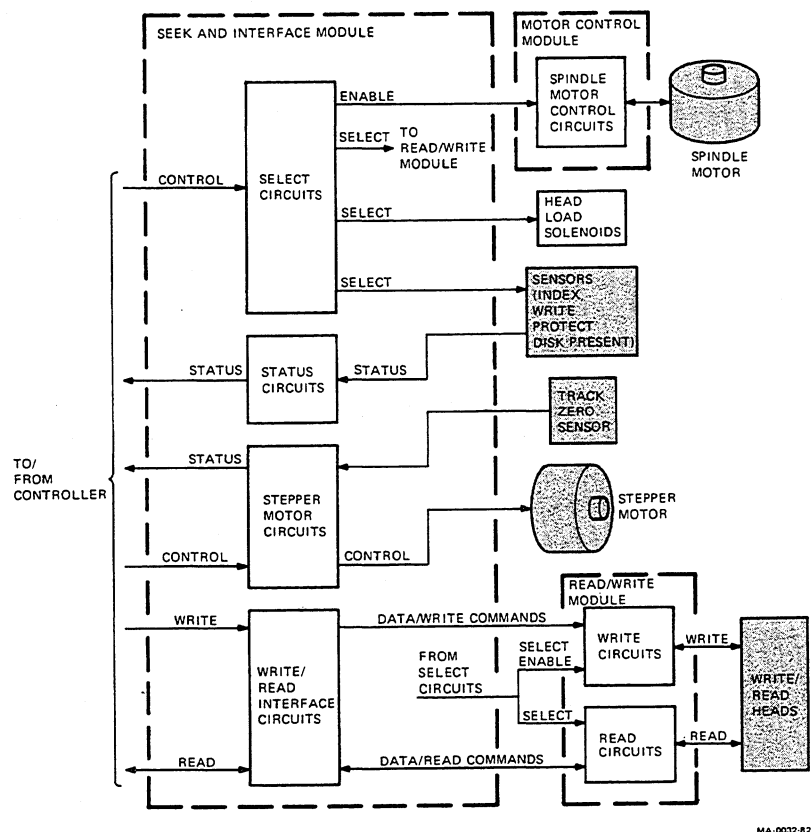 SEEK AND INTERFACE MODULE
MOTOR CONTROL
MODULE
ENABLE
SPINDLE
MOTOR
CONTROL
CIRCUITS
SPINDLE
MOTOR
SELECT
TO
READ/WRITE
MODULE
CONTROL
SELECT
CIRCUITS
SELECT
HEAD
LOAD
SOLENOIDS
SELECT
SENSORS
(INDEX,
WRITE
PROTECT
DISK PRESENT)
STATUS
STATUS
CIRCUITS
STATUS
TRACK
ZERO
SENSOR
TO/
FROM
CONTROLLER
STATUS
STEPPER
MOTOR
CIRCUITS
STEPPER
MOTOR
CONTROL
CONTROL
READ/WRITE
MODULE
WRITE
DATA/WRITE COMMANDS
WRITE
CIRCUITS
WRITE
WRITE/
READ
INTERFACE
CIRCUITS
FROM
SELECT
CIRCUITS
SELECT
ENABLE
WRITE/
READ
HEADS
SELECT
READ
CIRCUITS
READ
READ
DATA/READ COMMANDS
MA-0032-82